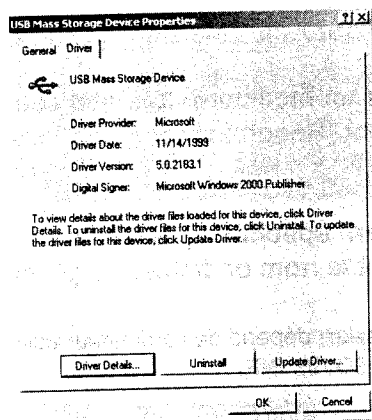 USB Mass Storage Device Properties
General Driver
USB Mass Storage Device
Driver Provider: Microsoft
Driver Date: 11/14/1999
Driver Version: 5.0.2183.1
Digital Signer: Microsoft Windows 2000 Publisher
To view details about the driver files loaded for this device, click Driver
Details. To uninstall the driver files for this device, click Uninstall. To update
the driver files for this device, click Update Driver.
Driver Details... Uninstall Update Driver...
OK Cancel